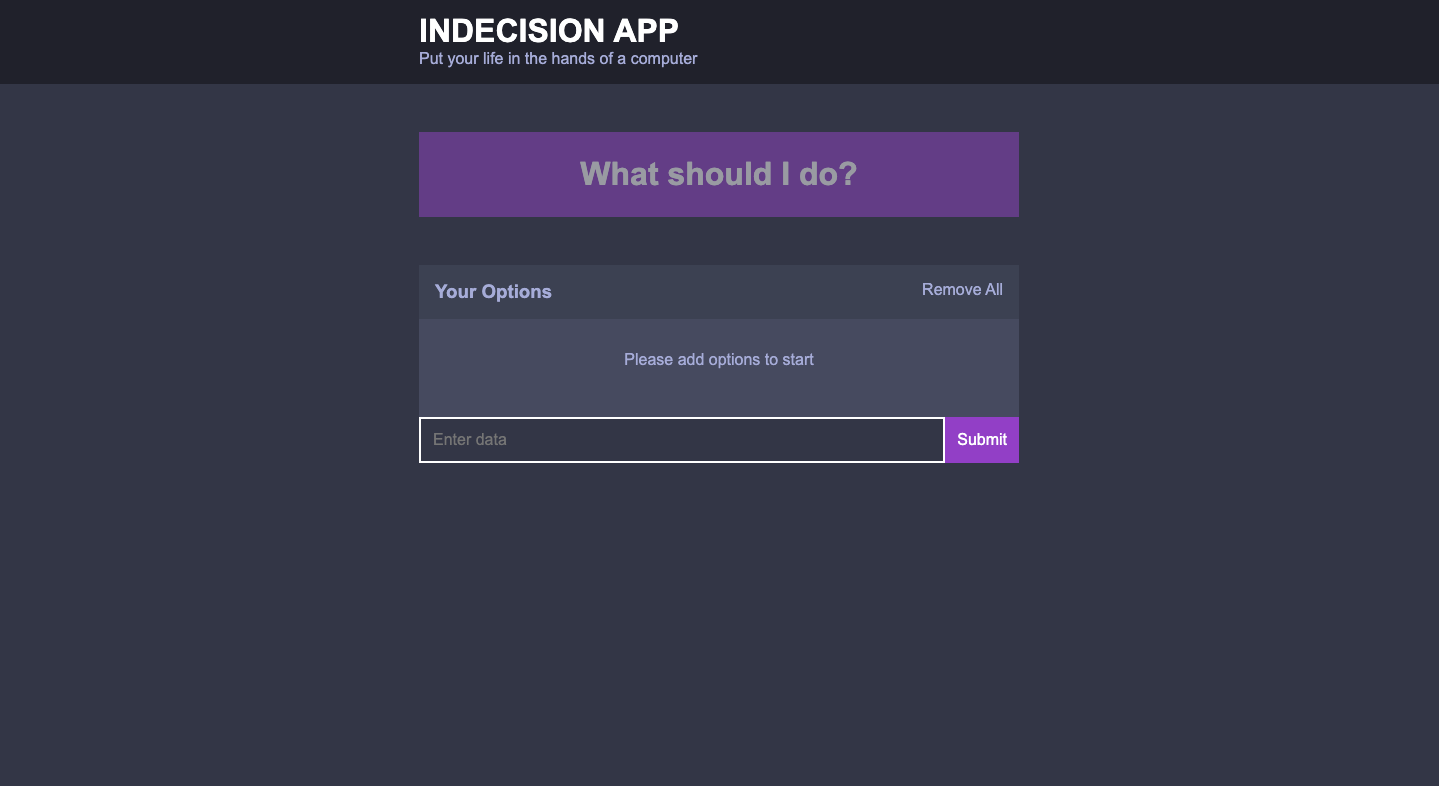 INDECISION APP
Put your life in the hands of a computer
What should I do?
Your Options
Remove All
Please add options to start
Enter data
Submit